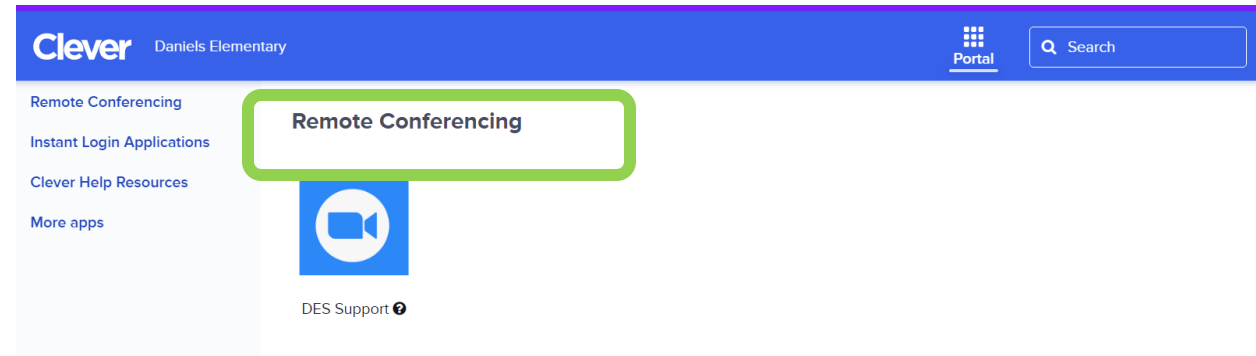 Clever
Daniels Elementary
Portal
Search
Remote Conferencing
Instant Login Applications
Clever Help Resources
More apps
Remote Conferencing
DES Support ?